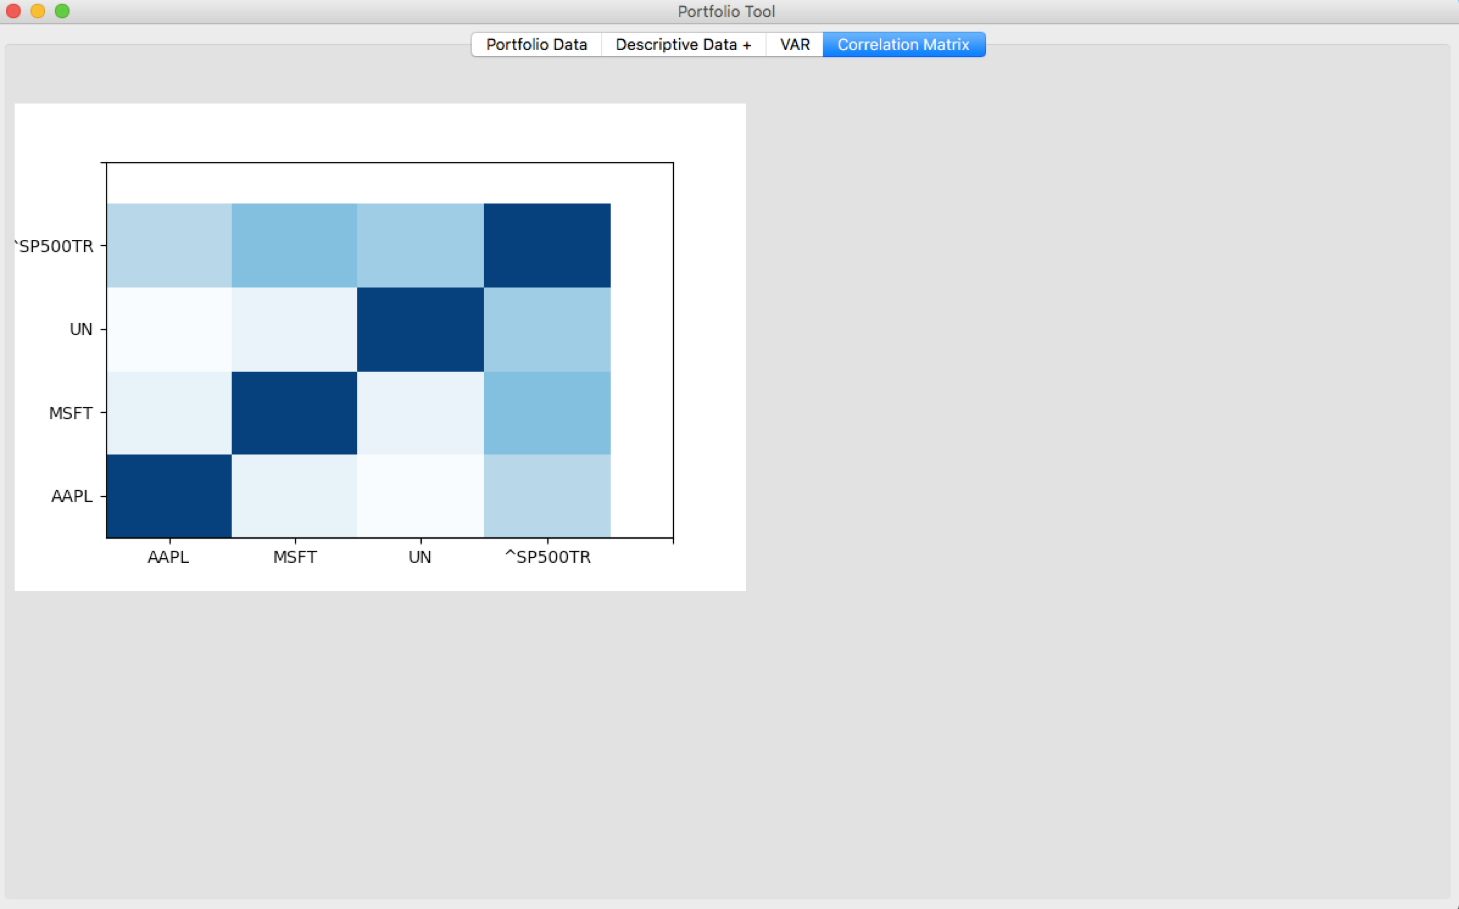 Portfolio Tool
Portfolio Data Descriptive Data + VAR Correlation Matrix
^SP500TR
UN
MSFT
AAPL
AAPL MSFT UN ^SP500TR